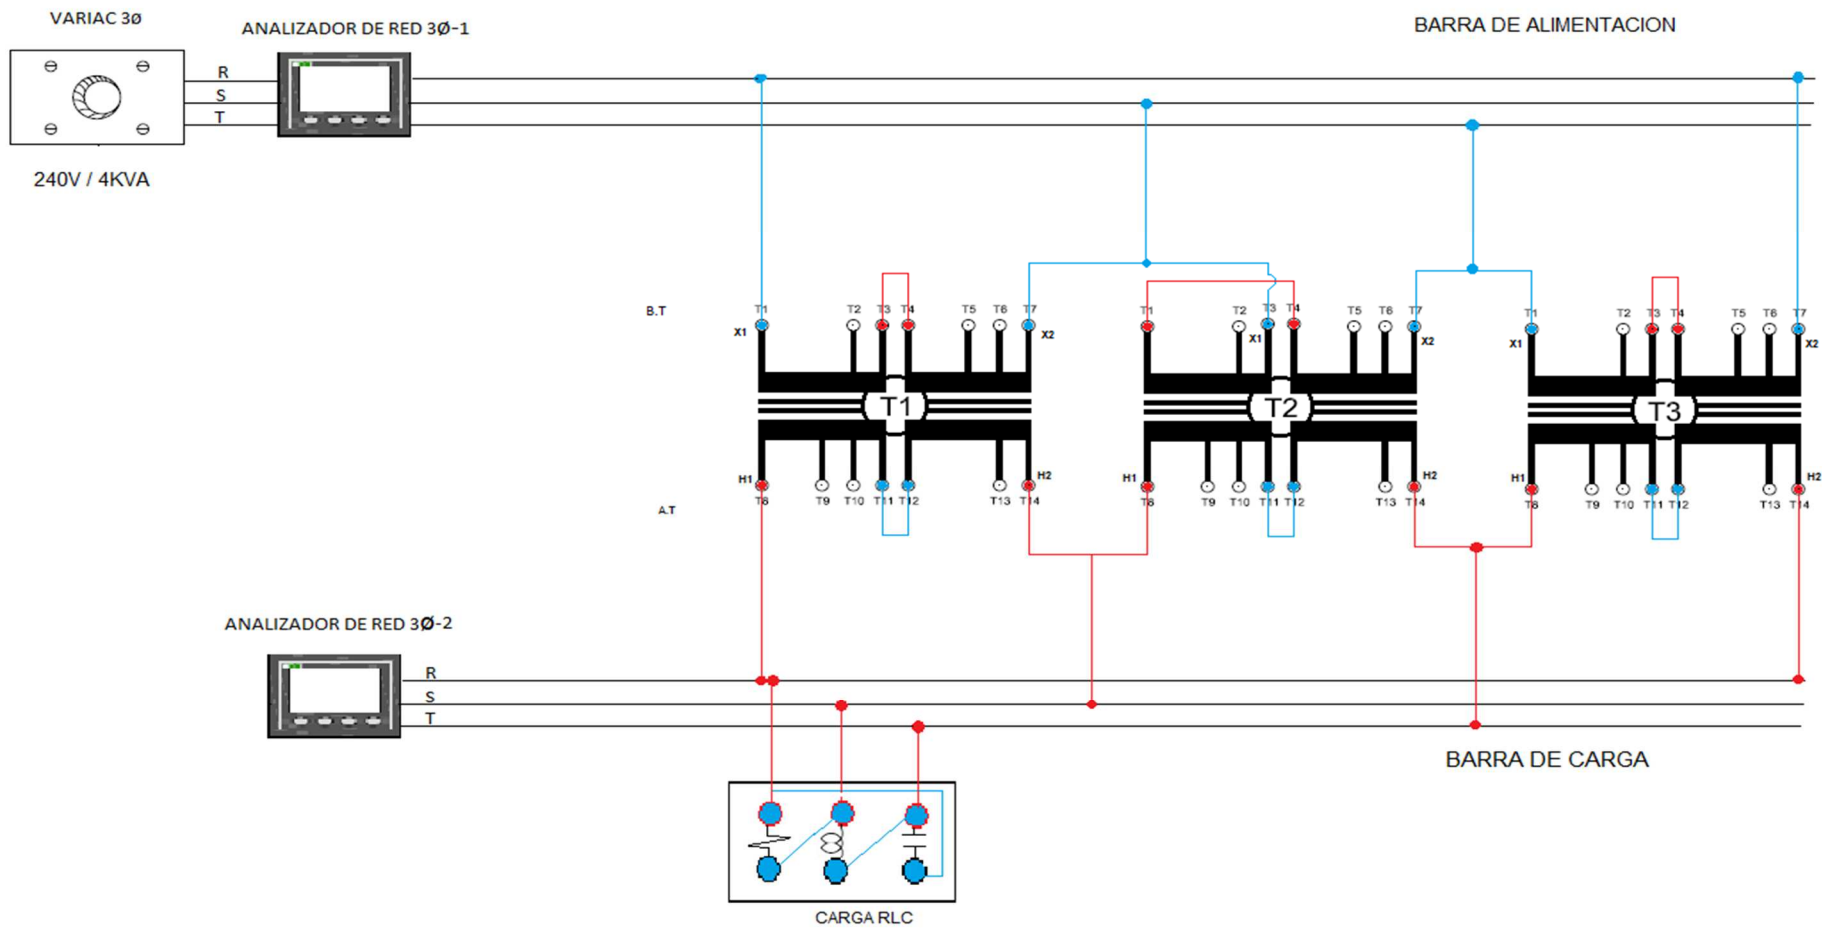 VARIAC 3Ø
ANALIZADOR DE RED 3Ø-1
BARRA DE ALIMENTACION
R
S
T
240V / 4KVA
B.T
T1 T2 T3 T4 T5 T6 T7
X1 X2
T1 T2 T3 T4 T5 T6 T7
X1 X2
T1 T2 T3 T4 T5 T6 T7
X1 X2
T1
T2
T3
H1 H2
T8 T9 T10 T11 T12 T13 T14
H1 H2
T8 T9 T10 T11 T12 T13 T14
H1 H2
T8 T9 T10 T11 T12 T13 T14
A.T
ANALIZADOR DE RED 3Ø-2
R
S
T
BARRA DE CARGA
CARGA RLC